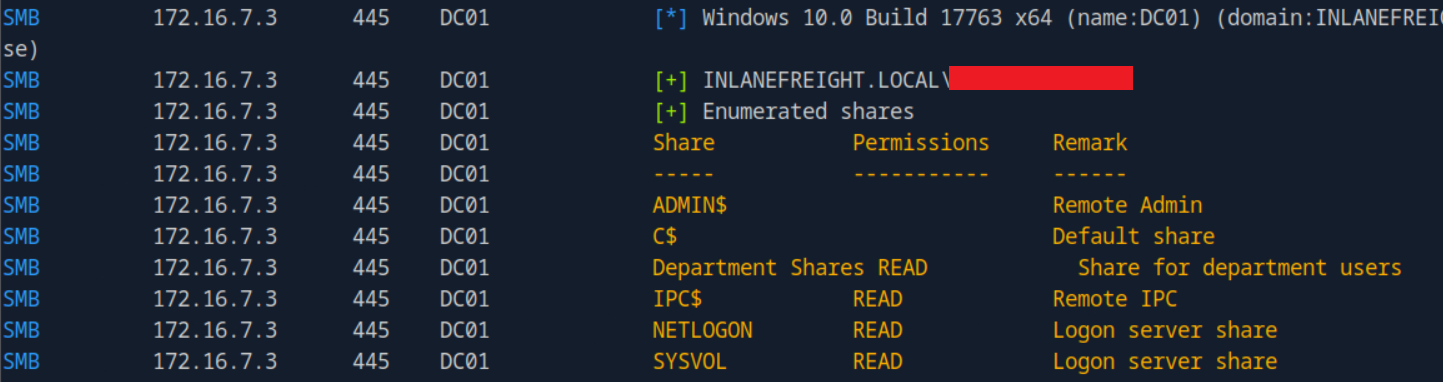 SMB 172.16.7.3 445 DC01 [*] Windows 10.0 Build 17763 x64 (name:DC01) (domain:INLANEFREI
se)
SMB 172.16.7.3 445 DC01 [+] INLANEFREIGHT.LOCAL\
SMB 172.16.7.3 445 DC01 [+] Enumerated shares
SMB 172.16.7.3 445 DC01 Share Permissions Remark
SMB 172.16.7.3 445 DC01 ----- ----------- ------
SMB 172.16.7.3 445 DC01 ADMIN$ Remote Admin
SMB 172.16.7.3 445 DC01 C$ Default share
SMB 172.16.7.3 445 DC01 Department Shares READ Share for department users
SMB 172.16.7.3 445 DC01 IPC$ READ Remote IPC
SMB 172.16.7.3 445 DC01 NETLOGON READ Logon server share
SMB 172.16.7.3 445 DC01 SYSVOL READ Logon server share